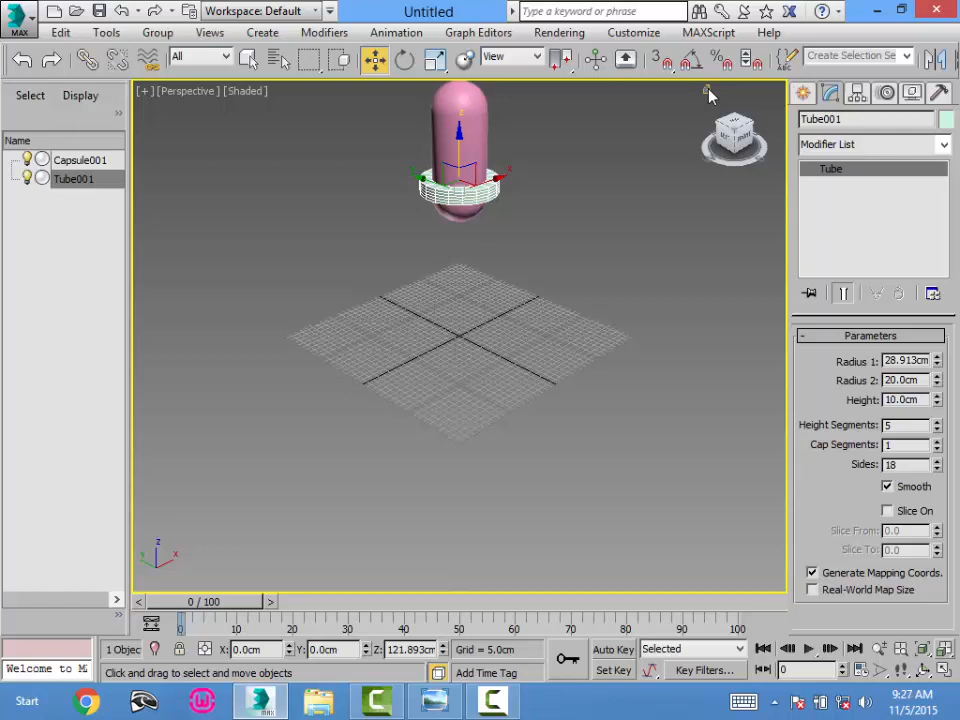 MAX
Workspace: Default
Untitled
Type a keyword or phrase
Edit
Tools
Group
Views
Create
Modifiers
Animation
Graph Editors
Rendering
Customize
MAXScript
Help
All
View
3
Create Selection Se
Select
Display
Name
Capsule001
Tube001
[+] [Perspective] [Shaded]
z
x
z
x
y
Tube001
Modifier List
Tube
Parameters
Radius 1: 28.913cm
Radius 2: 20.0cm
Height: 10.0cm
Height Segments: 5
Cap Segments: 1
Sides: 18
Smooth
Slice On
Slice From: 0.0
Slice To: 0.0
Generate Mapping Coords.
Real-World Map Size
0 / 100
0 10 20 30 40 50 60 70 80 90 100
1 Object
X: 0.0cm
Y: 0.0cm
Z: 121.893cm
Grid = 5.0cm
Auto Key
Selected
Welcome to M
Click and drag to select and move objects
Add Time Tag
Set Key
Key Filters...
0
Start
MAX
9:27 AM
11/5/2015